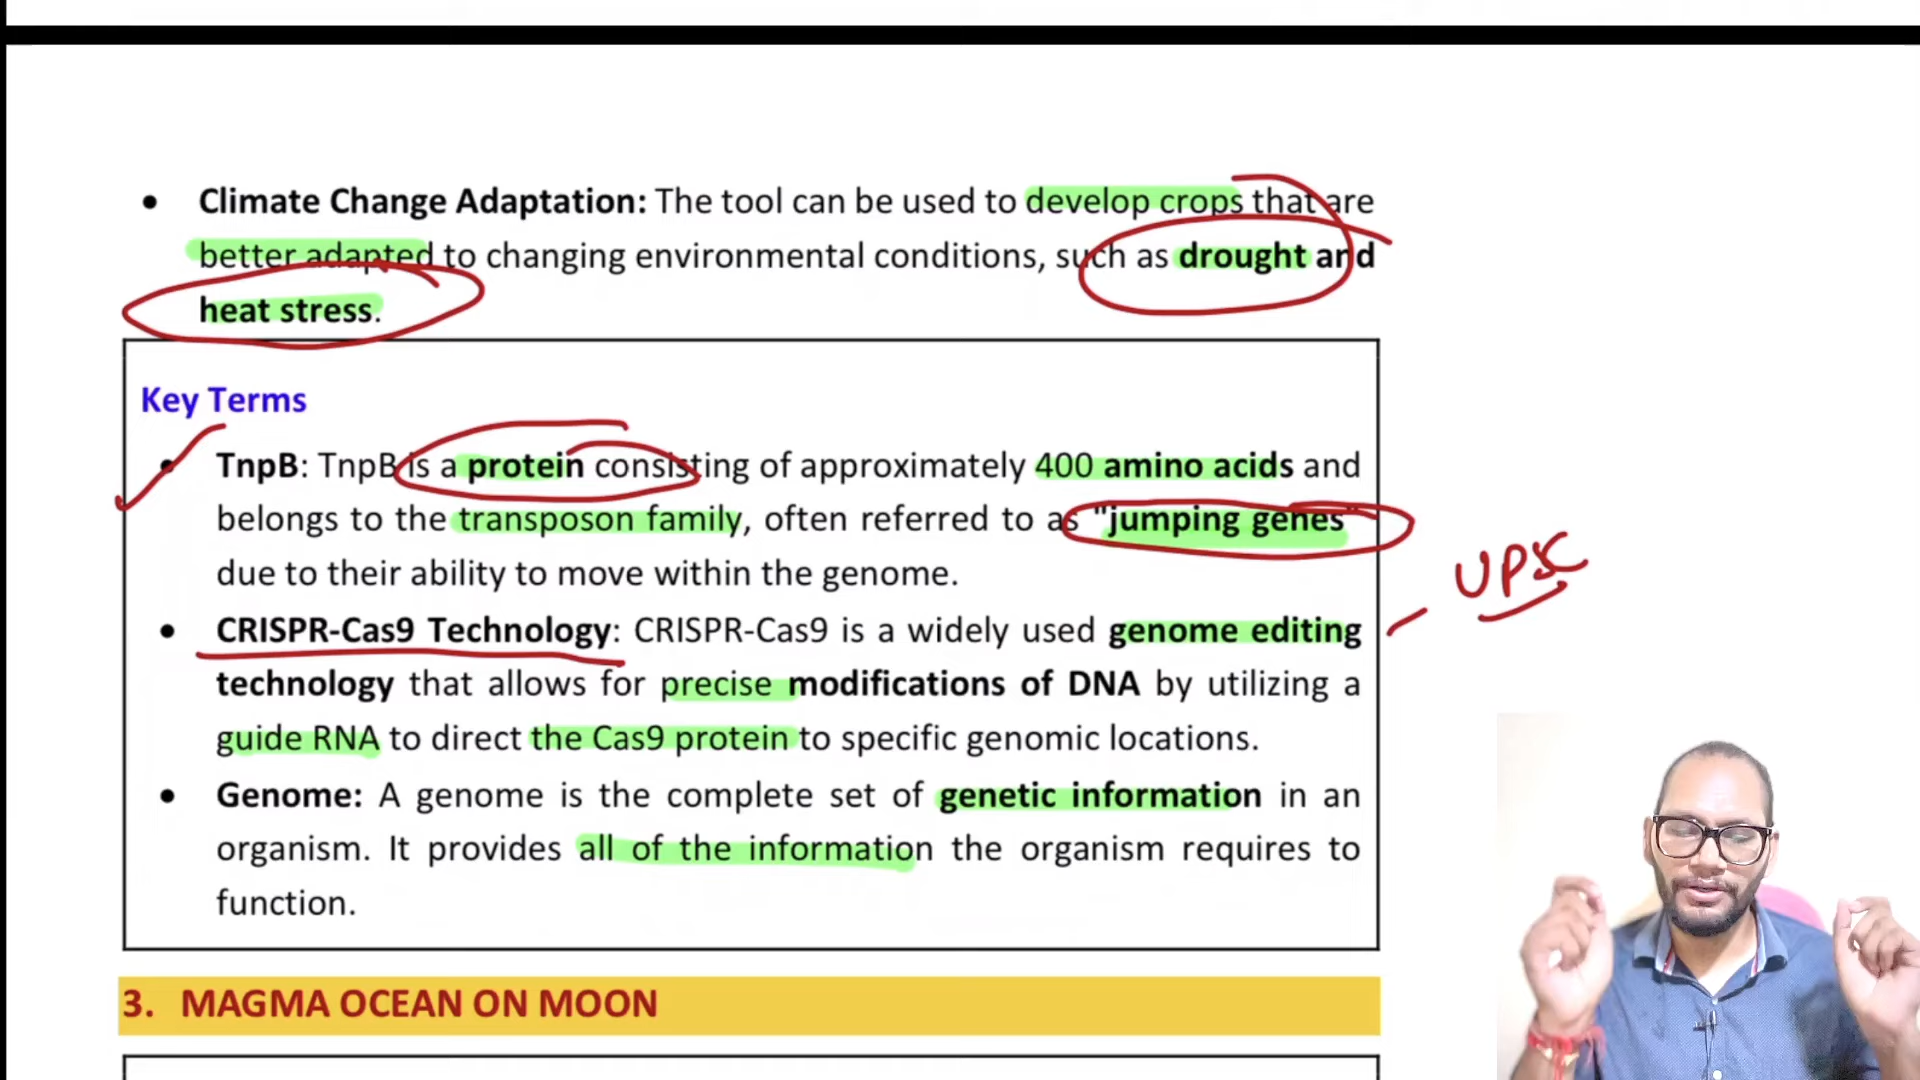 • Climate Change Adaptation: The tool can be used to develop crops that are
better adapted to changing environmental conditions, such as drought and
heat stress.
Key Terms
• TnpB: TnpB is a protein consisting of approximately 400 amino acids and
belongs to the transposon family, often referred to as "jumping genes"
due to their ability to move within the genome.
UPSC
• CRISPR-Cas9 Technology: CRISPR-Cas9 is a widely used genome editing
technology that allows for precise modifications of DNA by utilizing a
guide RNA to direct the Cas9 protein to specific genomic locations.
• Genome: A genome is the complete set of genetic information in an
organism. It provides all of the information the organism requires to
function.
3. MAGMA OCEAN ON MOON